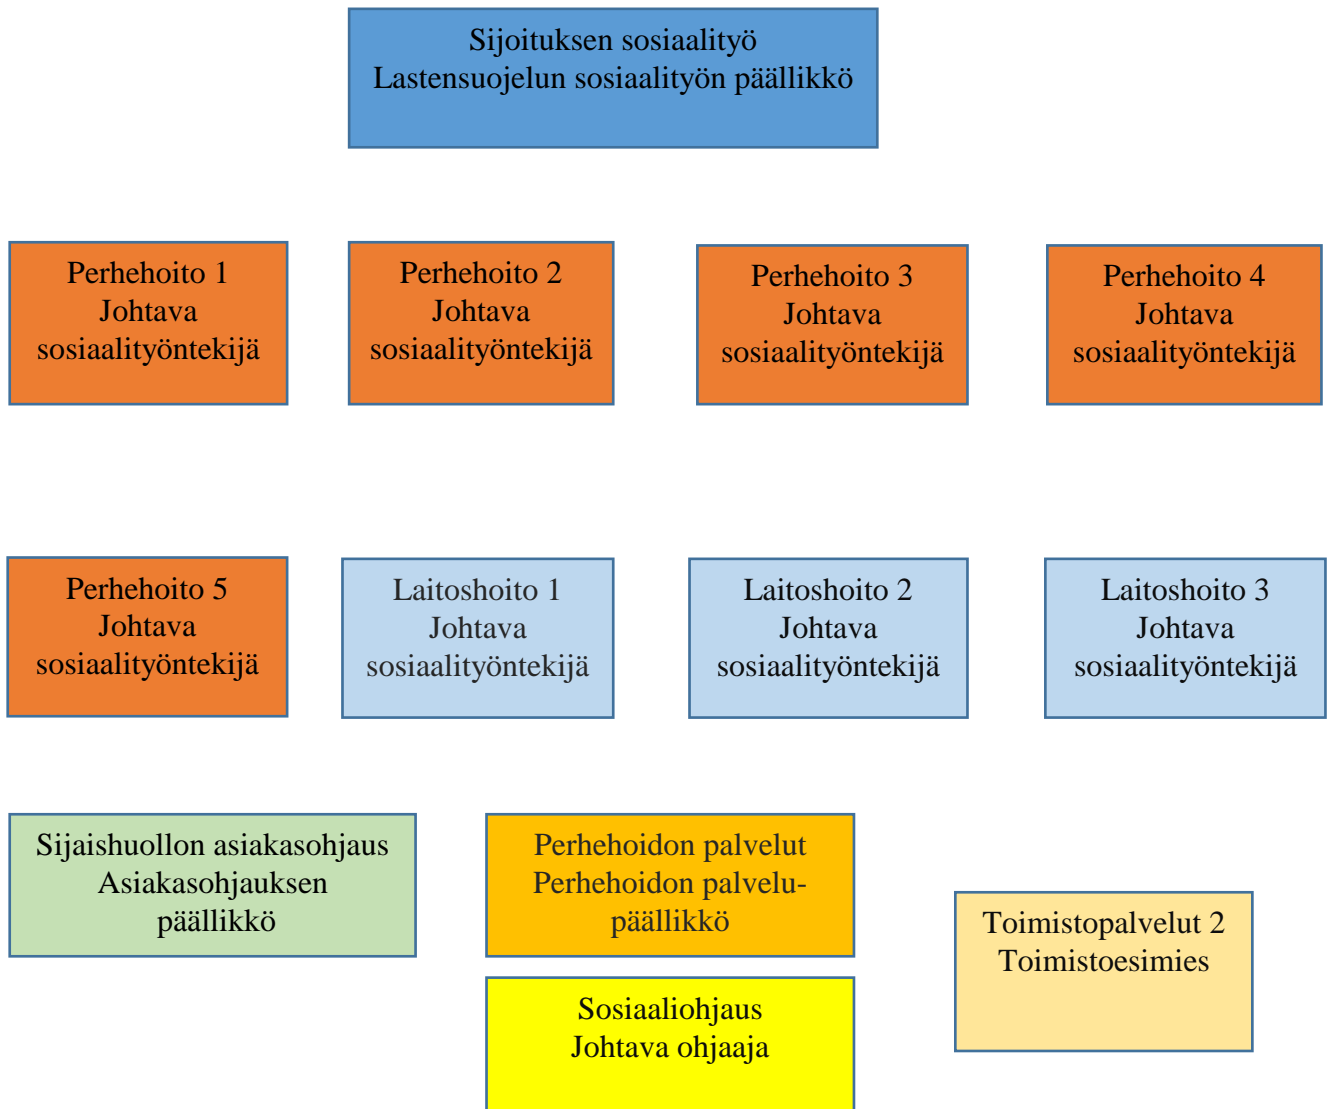 Sijoituksen sosiaalityö
Lastensuojelun sosiaalityön päällikkö
Perhehoito 1
Johtava
sosiaalityöntekijä
Perhehoito 2
Johtava
sosiaalityöntekijä
Perhehoito 3
Johtava
sosiaalityöntekijä
Perhehoito 4
Johtava
sosiaalityöntekijä
Perhehoito 5
Johtava
sosiaalityöntekijä
Laitoshoito 1
Johtava
sosiaalityöntekijä
Laitoshoito 2
Johtava
sosiaalityöntekijä
Laitoshoito 3
Johtava
sosiaalityöntekijä
Sijaishuollon asiakasohjaus
Asiakasohjauksen
päällikkö
Perhehoidon palvelut
Perhehoidon palvelu-
päällikkö
Toimistopalvelut 2
Toimistoesimies
Sosiaaliohjaus
Johtava ohjaaja